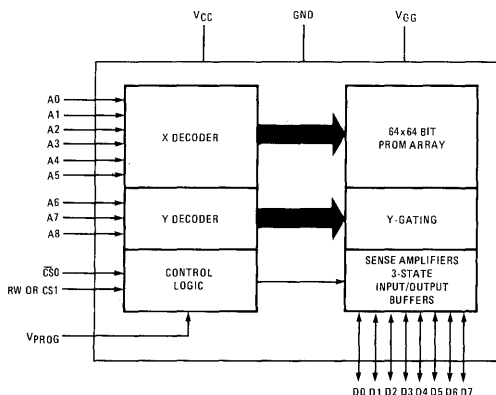 VCC GND VGG
A0
A1
A2
A3
A4
A5
X DECODER
64x64 BIT
PROM ARRAY
A6
A7
A8
Y DECODER
Y-GATING
CS0
RW OR CS1
CONTROL
LOGIC
SENSE AMPLIFIERS
3-STATE
INPUT/OUTPUT
BUFFERS
VPROG
D0 D1 D2 D3 D4 D5 D6 D7